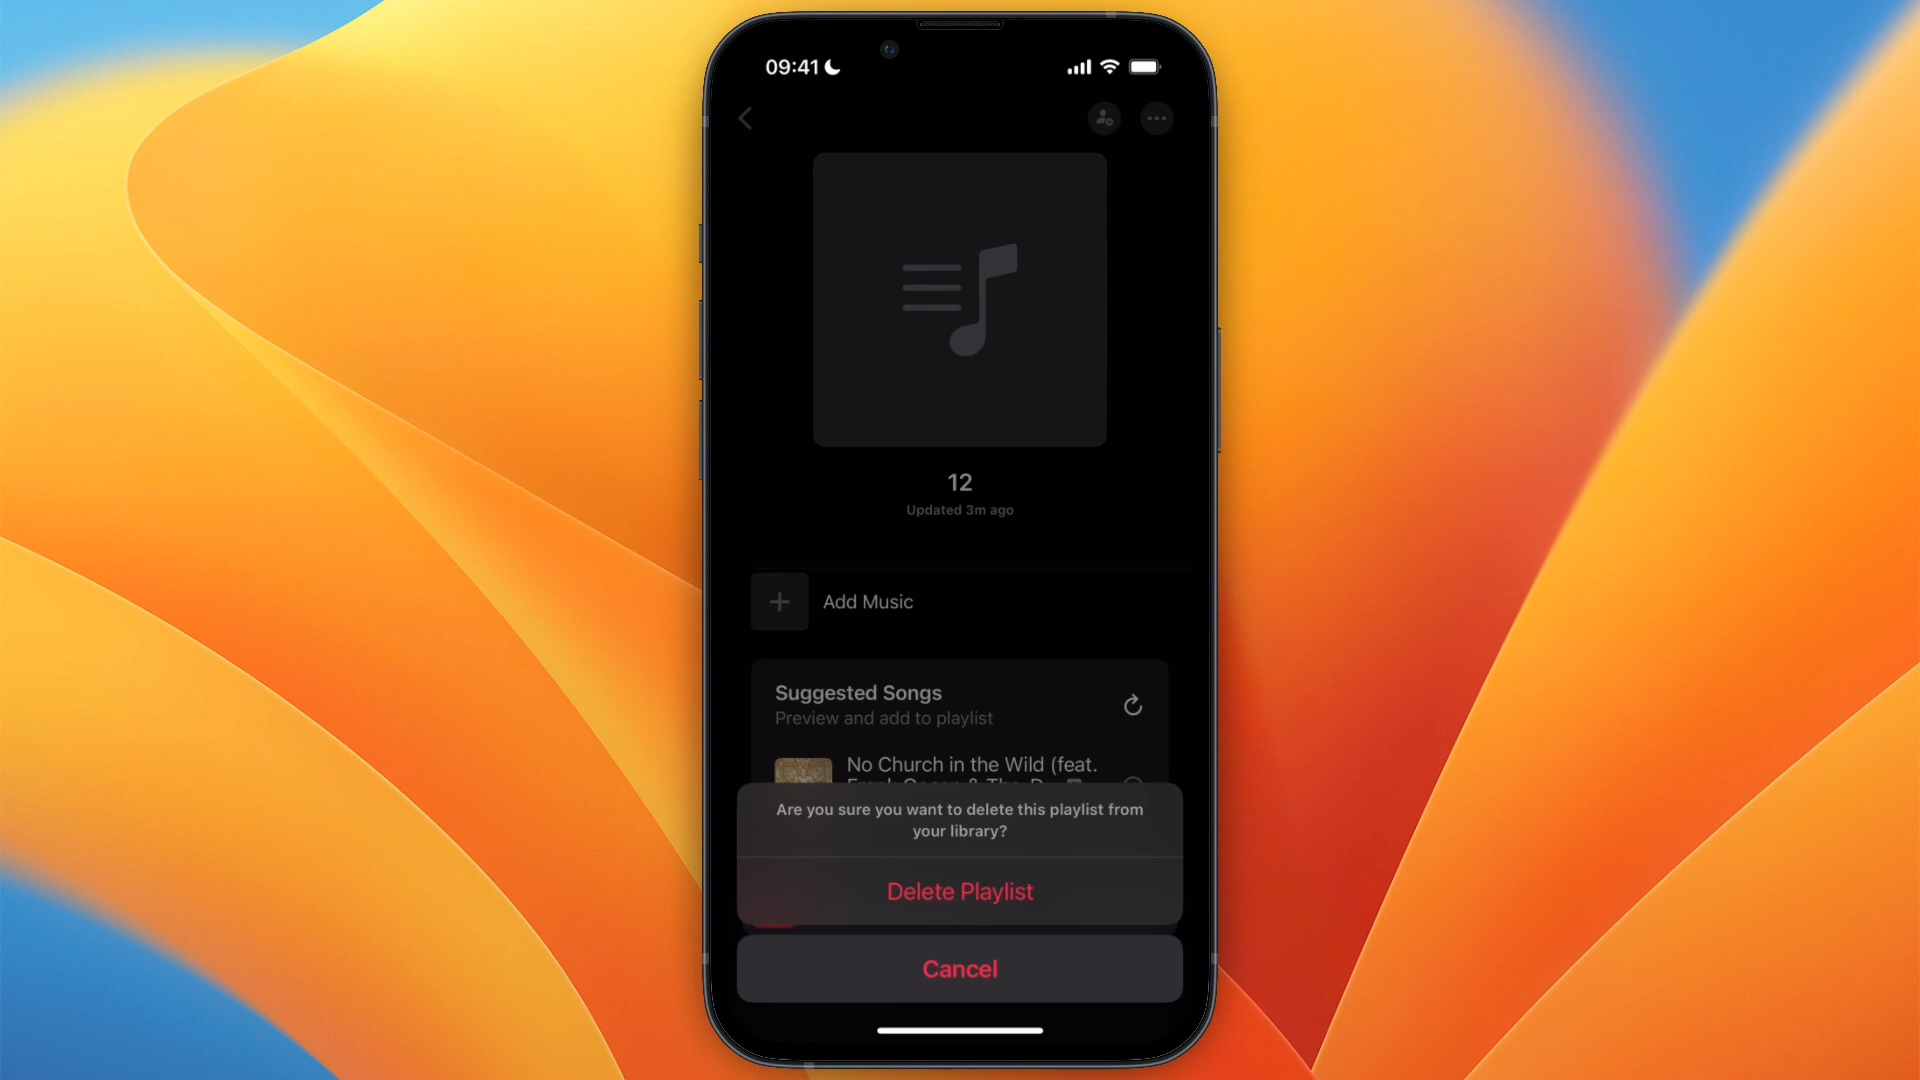 09:41
12
Updated 3m ago
Add Music
Suggested Songs
Preview and add to playlist
No Church in the Wild (feat.
Are you sure you want to delete this playlist from
your library?
Delete Playlist
Cancel